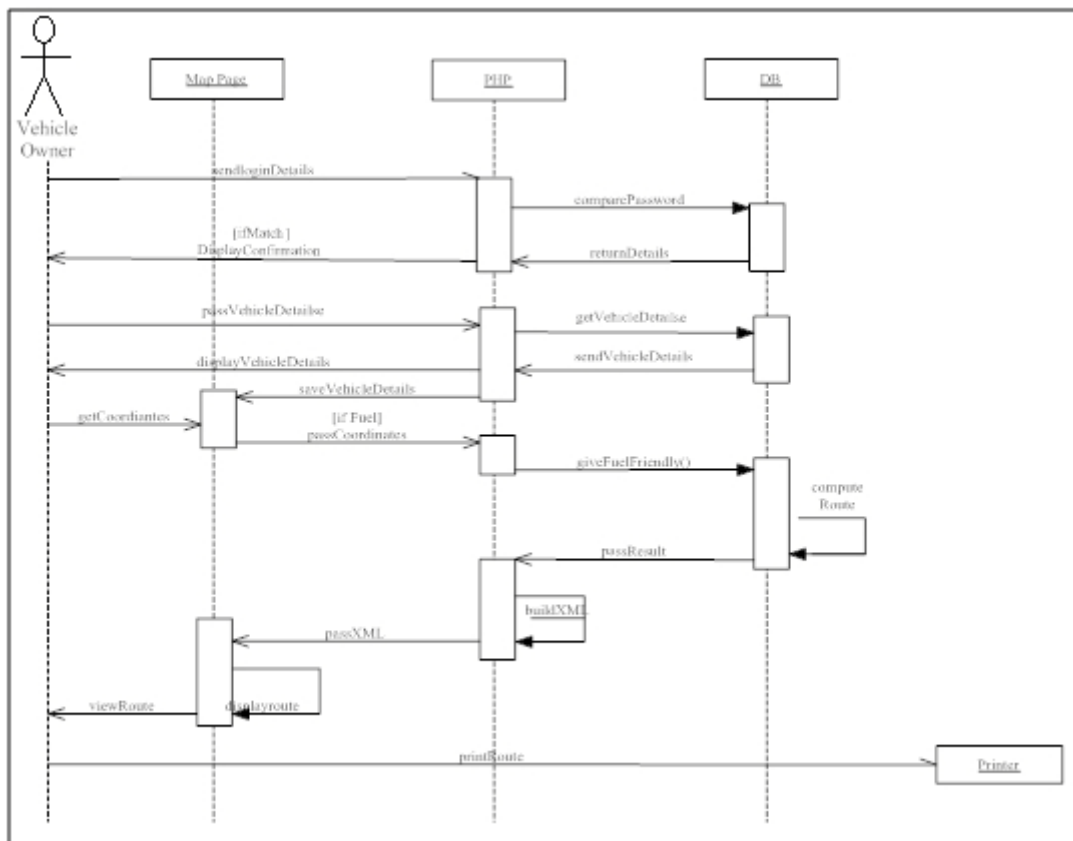 Map Page
PHP
DB
Vehicle
Owner
sendloginDetails
comparePassword
[ifMatch]
DisplayConfirmation
returnDetails
passVehicleDetailse
getVehicleDetailse
displayVehicleDetails
sendVehicleDetails
saveVehicleDetails
getCoordiantes
[if Fuel]
passCoordinates
giveFuelFriendly()
compute
Route
passResult
buildXML
passXML
viewRoute
displayroute
printRoute
Printer